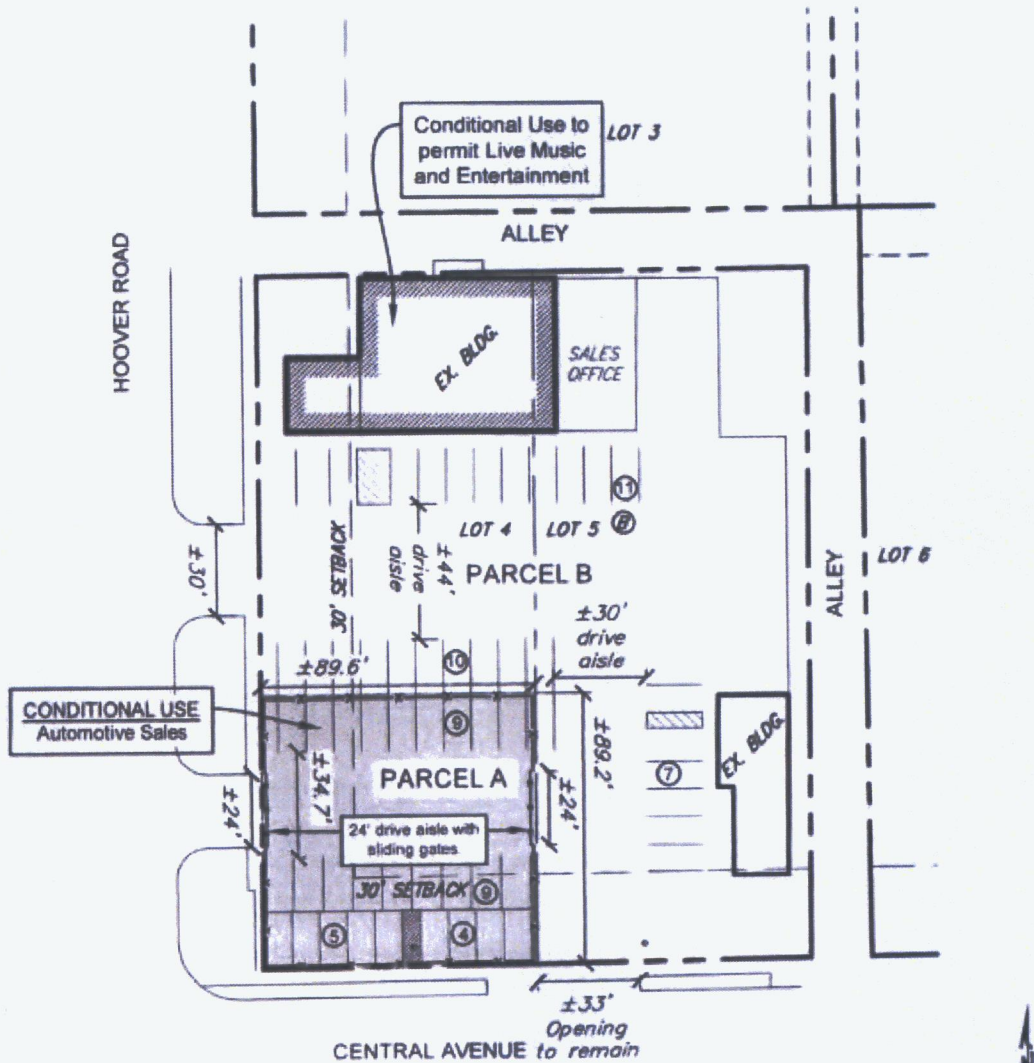 Conditional Use to
permit Live Music
and Entertainment
LOT 3
ALLEY
HOOVER ROAD
EX. BLDG.
SALES
OFFICE
11
B
LOT 4
LOT 5
30' SETBACK
±44'
drive
aisle
PARCEL B
±30'
ALLEY
LOT 6
±30'
drive
aisle
±89.6'
10
CONDITIONAL USE
Automotive Sales
9
±89.2'
EX. BLDG.
PARCEL A
±34.7'
7
±24'
±24'
24' drive aisle with
sliding gates
30' SETBACK
9
5
4
±33'
Opening
CENTRAL AVENUE to remain